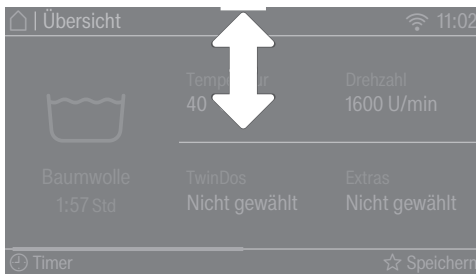 | Übersicht 11:02
Temperatur Drehzahl
40 1600 U/min
Baumwolle
1:57 Std
TwinDos Extras
Nicht gewählt Nicht gewählt
Timer Speichern